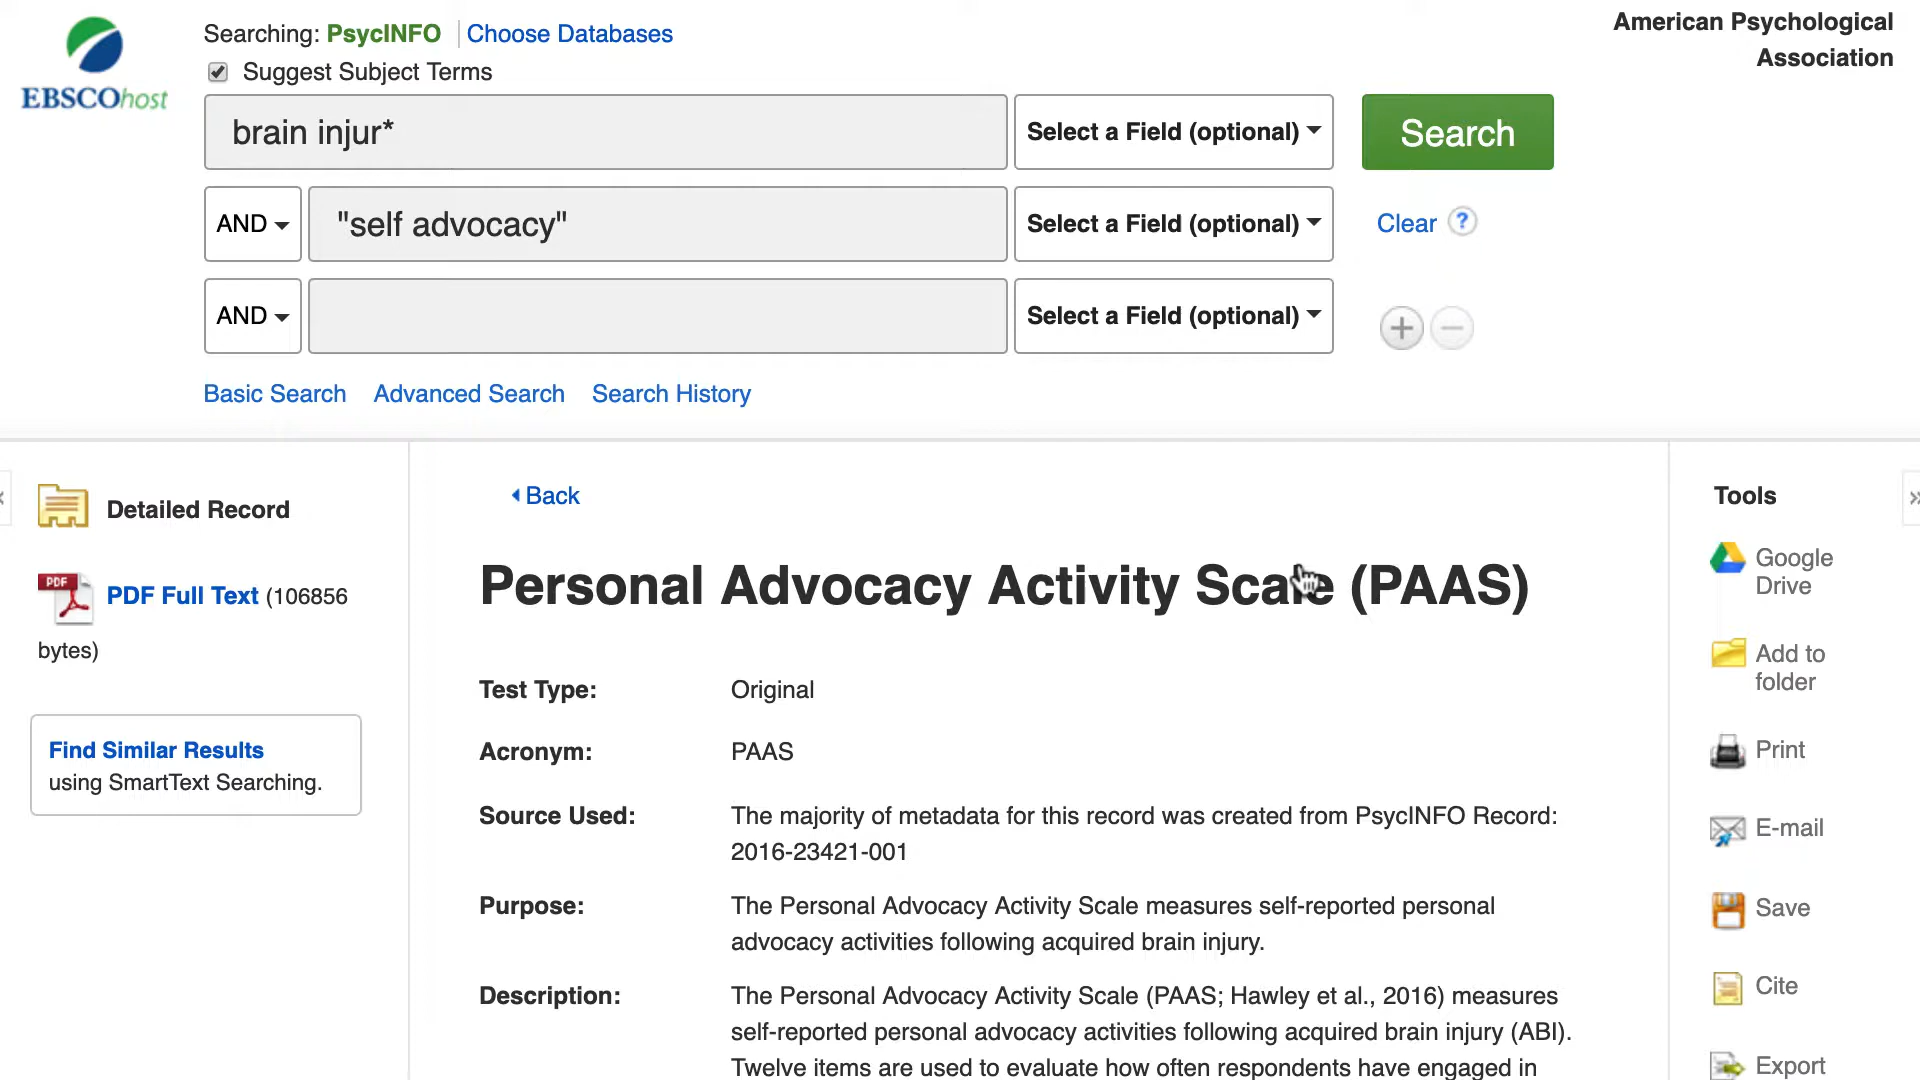 EBSCOhost
Searching: PsycINFO Choose Databases
American Psychological
Association
Suggest Subject Terms
brain injur* Select a Field (optional) Search
AND "self advocacy" Select a Field (optional) Clear ?
AND Select a Field (optional)
Basic Search Advanced Search Search History
Detailed Record
PDF
PDF Full Text (106856
bytes)
Find Similar Results
using SmartText Searching.
Back
Personal Advocacy Activity Scale (PAAS)
Test Type: Original
Acronym: PAAS
Source Used: The majority of metadata for this record was created from PsycINFO Record:
2016-23421-001
Purpose: The Personal Advocacy Activity Scale measures self-reported personal
advocacy activities following acquired brain injury.
Description: The Personal Advocacy Activity Scale (PAAS; Hawley et al., 2016) measures
self-reported personal advocacy activities following acquired brain injury (ABI).
Twelve items are used to evaluate how often respondents have engaged in
Tools
Google
Drive
Add to
folder
Print
E-mail
Save
Cite
Export